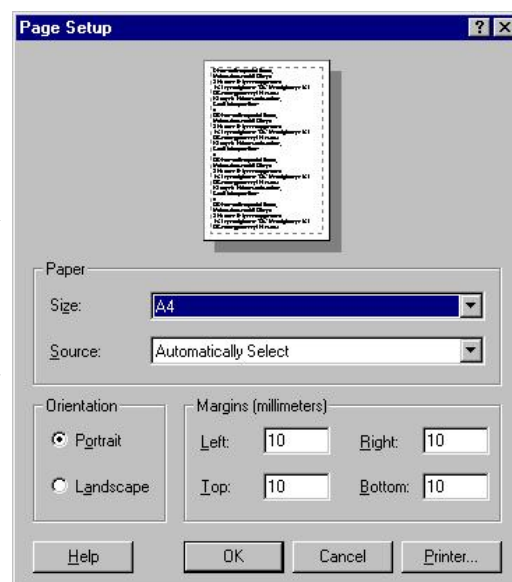 Page Setup
Paper
Size: A4
Source: Automatically Select
Orientation
Portrait
Landscape
Margins (millimeters)
Left: 10 Right: 10
Top: 10 Bottom: 10
Help OK Cancel Printer...